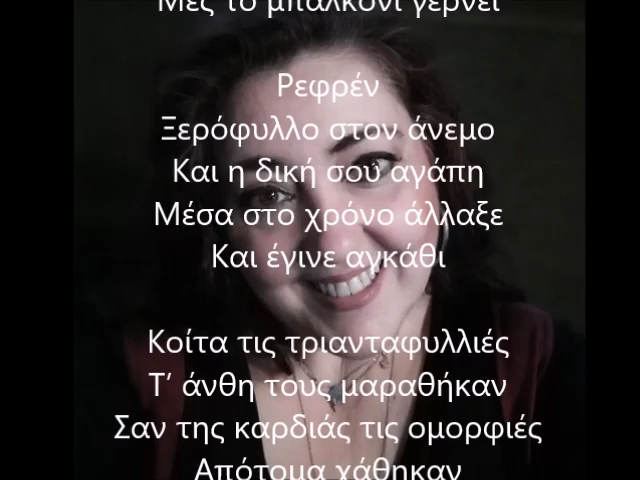 Μες το μπαλκόνι γέρνει
Ρεφρέν
Ξερόφυλλο στον άνεμο
Και η δική σου αγάπη
Μέσα στο χρόνο άλλαξε
Και έγινε αγκάθι
Κοίτα τις τριανταφυλλιές
Τ’ άνθη τους μαραθήκαν
Σαν της καρδιάς τις ομορφιές
Απότομα χάθηκαν